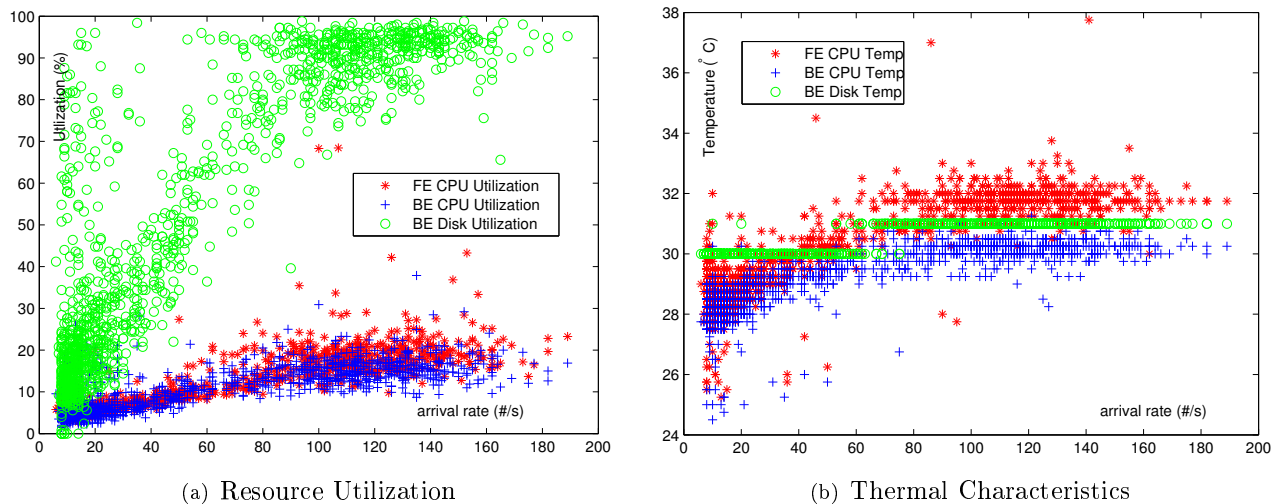 100
90
80
70
60
50
40
30
20
10
0
0 20 40 60 80 100 120 140 160 180 200
Utlization (%)
arrival rate (#/s)
FE CPU Utilization
BE CPU Utilization
BE Disk Utilization
(a) Resource Utilization
38
36
34
32
30
28
26
24
0 20 40 60 80 100 120 140 160 180 200
Temperature (° C)
arrival rate (#/s)
FE CPU Temp
BE CPU Temp
BE Disk Temp
(b) Thermal Characteristics